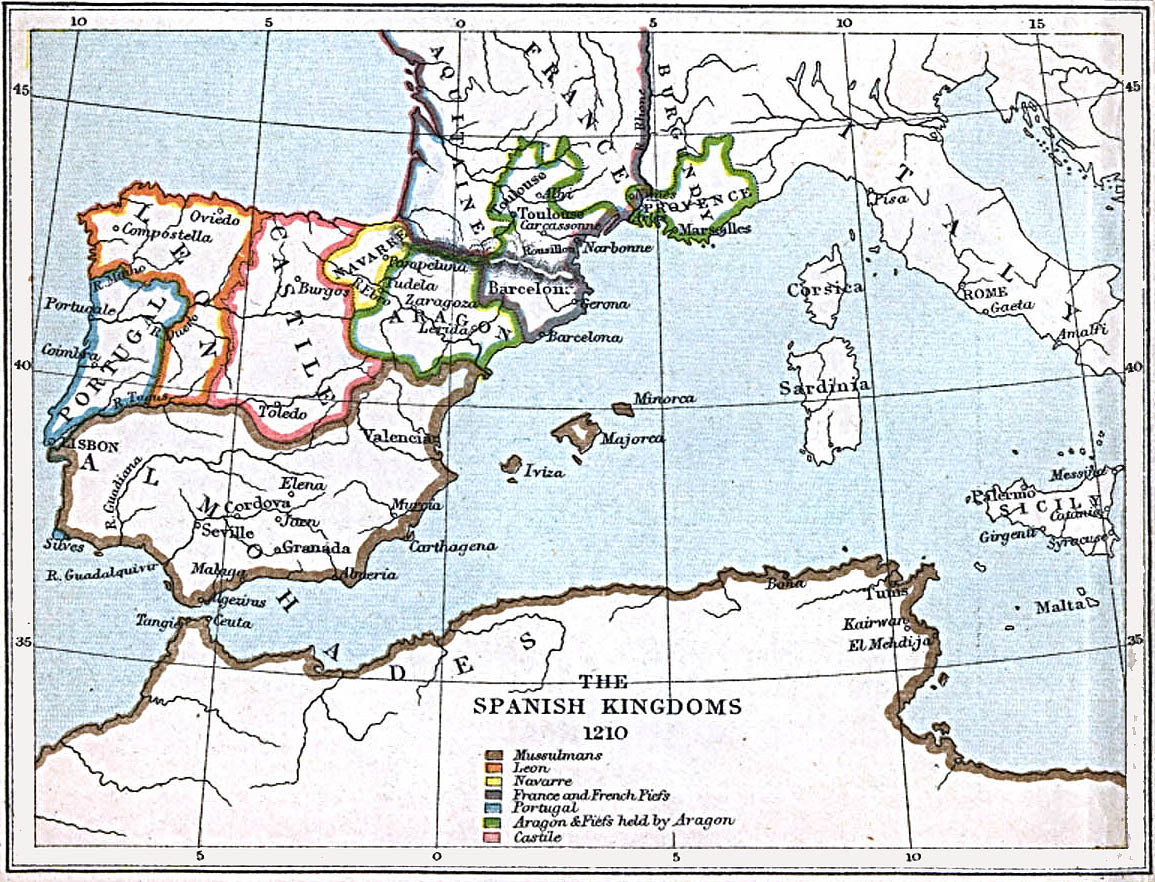 10 5 0 5 10 15
45
45
AQUITAINE
FRANCE
BURGUNDY
R. Rhone
ITALY
Toulouse
Albi
Toulouse
Carcassonne
Nimes
Arles
PROVENCE
Marseilles
Pisa
Oviedo
Compostella
LEON
CASTILE
NAVARRE
Pampeluna
Rousillon
Narbonne
R. Minho
Burgos
R. Ebro
Tudela
Zaragoza
Barcelona
Gerona
Corsica
ROME
Gaeta
Portugale
PORTUGAL
R. Duero
ARAGON
Lerida
Barcelona
Amalfi
Coimbra
40
40
R. Tagus
Toledo
Sardinia
Minorca
Majorca
Iviza
LISBON
Valencia
ALMOHADES
R. Guadiana
Elena
Cordova
Jaen
Murcia
Seville
Granada
Carthagena
Silves
R. Guadalquivir
Malaga
Almeria
Algezirus
Tangier
Ceuta
Messina
Palermo
SICILY
Catania
Girgenti
Syracuse
Bona
Tunis
Malta
Kairwan
El Mehdija
35
35
THE
SPANISH KINGDOMS
1210
Mussulmans
Leon
Navarre
France and French Fiefs
Portugal
Aragon & Fiefs held by Aragon
Castile
5 0 5 10